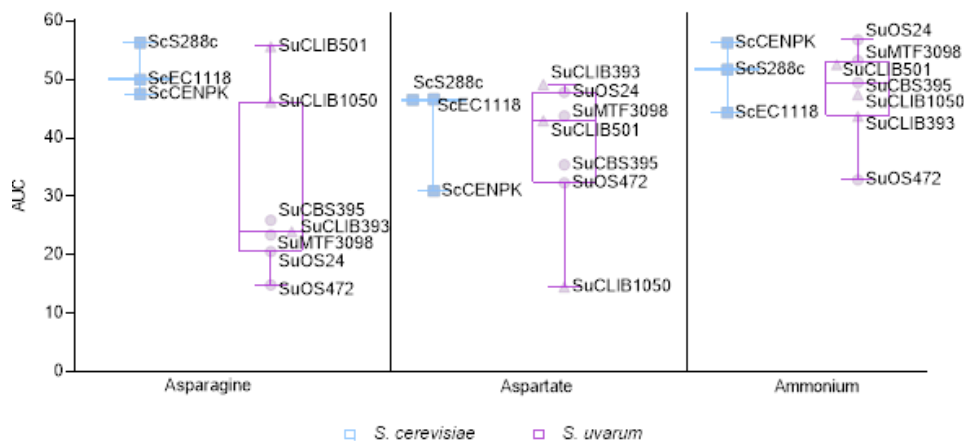 60
50
40
30
20
10
0
AUC
ScS288c
ScEC1118
ScCENPK
SuCLIB501
SuCLIB1050
SuCBS395
SuCLIB393
SuMTF3098
SuOS24
SuOS472
ScS288c
ScEC1118
ScCENPK
SuCLIB393
SuOS24
SuMTF3098
SuCLIB501
SuCBS395
SuOS472
SuCLIB1050
ScCENPK
ScS288c
ScEC1118
SuOS24
SuMTF3098
SuCLIB501
SuCBS395
SuCLIB1050
SuCLIB393
SuOS472
Asparagine
Aspartate
Ammonium
S. cerevisiae
S. uvarum